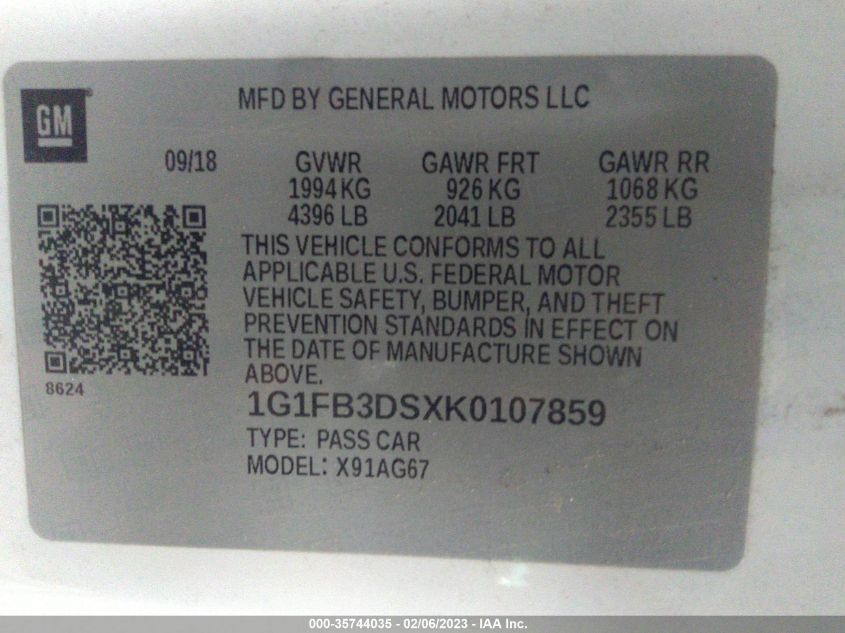 GM
MFD BY GENERAL MOTORS LLC
09/18 GVWR GAWR FRT GAWR RR
1994 KG 926 KG 1068 KG
4396 LB 2041 LB 2355 LB
THIS VEHICLE CONFORMS TO ALL
APPLICABLE U.S. FEDERAL MOTOR
VEHICLE SAFETY, BUMPER, AND THEFT
PREVENTION STANDARDS IN EFFECT ON
THE DATE OF MANUFACTURE SHOWN
ABOVE.
8624
1G1FB3DSXK0107859
TYPE: PASS CAR
MODEL: X91AG67
000-35744035 - 02/06/2023 - IAA Inc.